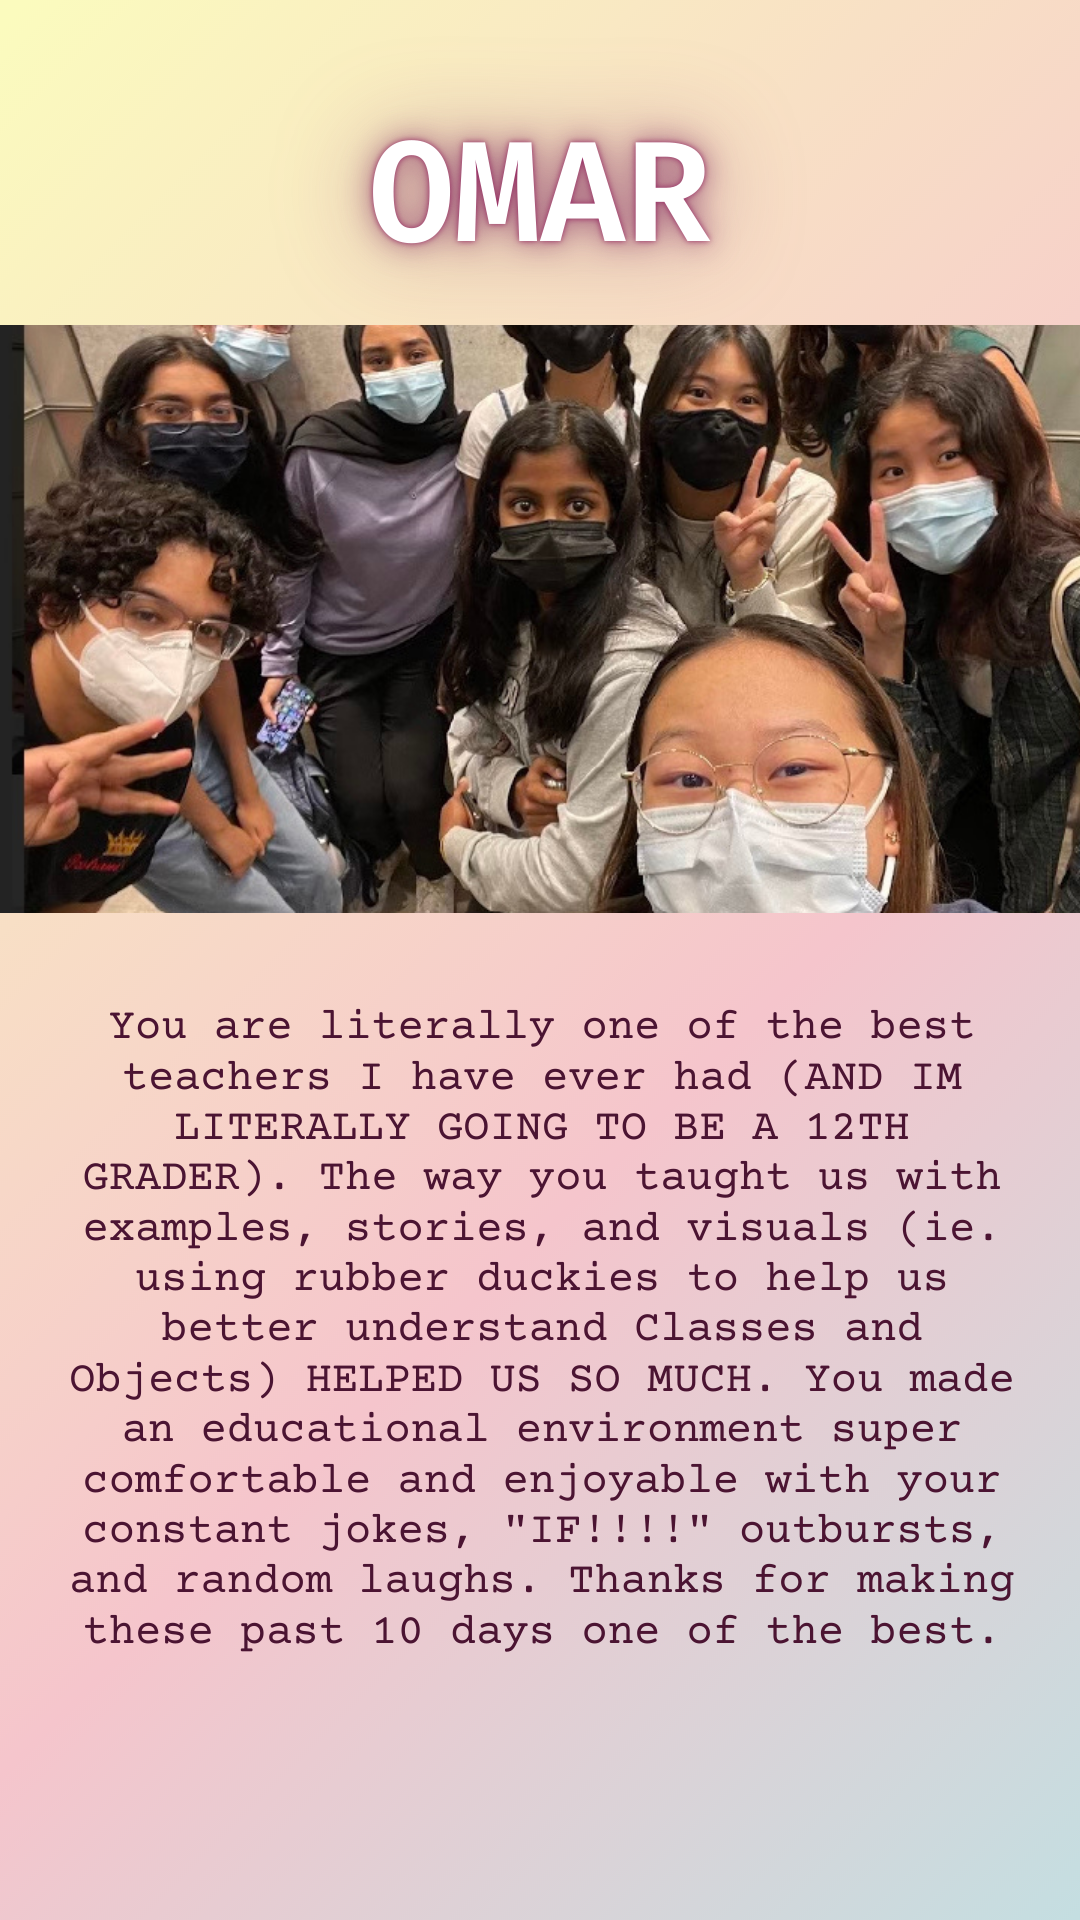 OMAR
You are literally one of the best
teachers I have ever had (AND IM
LITERALLY GOING TO BE A 12TH
GRADER). The way you taught us with
examples, stories, and visuals (ie.
using rubber duckies to help us
better understand Classes and
Objects) HELPED US SO MUCH. You made
an educational environment super
comfortable and enjoyable with your
constant jokes, "IF!!!!" outbursts,
and random laughs. Thanks for making
these past 10 days one of the best.